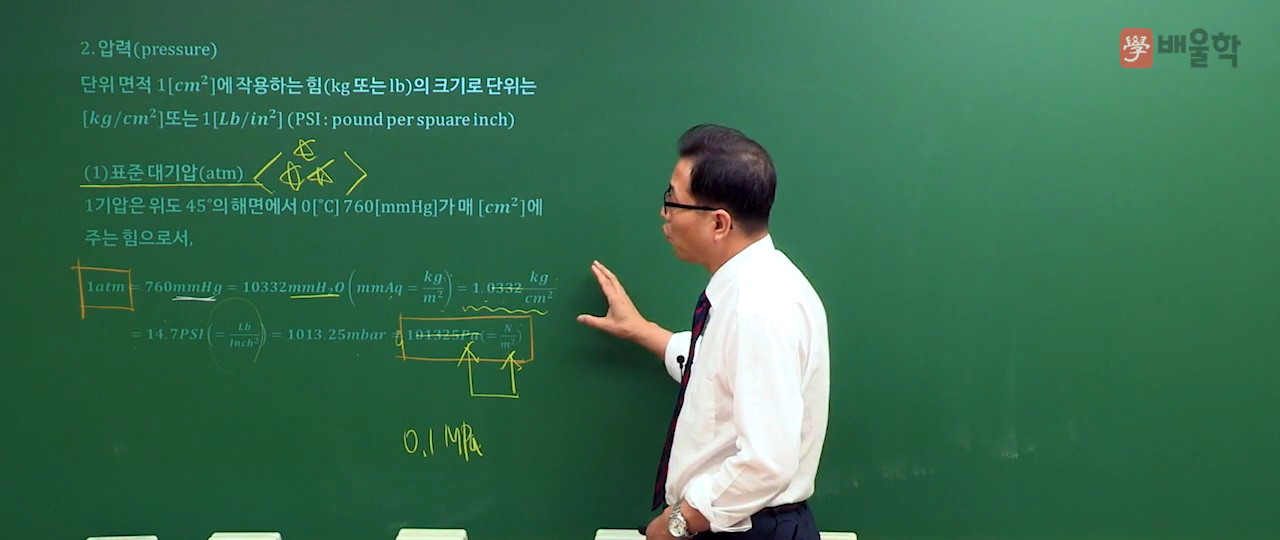 學 배울학
2. 압력(pressure)
단위 면적 1[cm²]에 작용하는 힘(kg 또는 lb)의 크기로 단위는
[kg/cm²]또는 1[Lb/in²] (PSI : pound per spuare inch)
(1) 표준 대기압(atm)
1기압은 위도 45°의 해면에서 0[℃] 760[mmHg]가 매 [cm²]에
주는 힘으로서,
1atm = 760mmHg = 10332mmH₂O (mmAq = kg/m²) = 1.0332 kg/cm²
= 14.7PSI (= Lb/Inch²) = 1013.25mbar = 101325Pa (= N/m²)
0.1 MPa